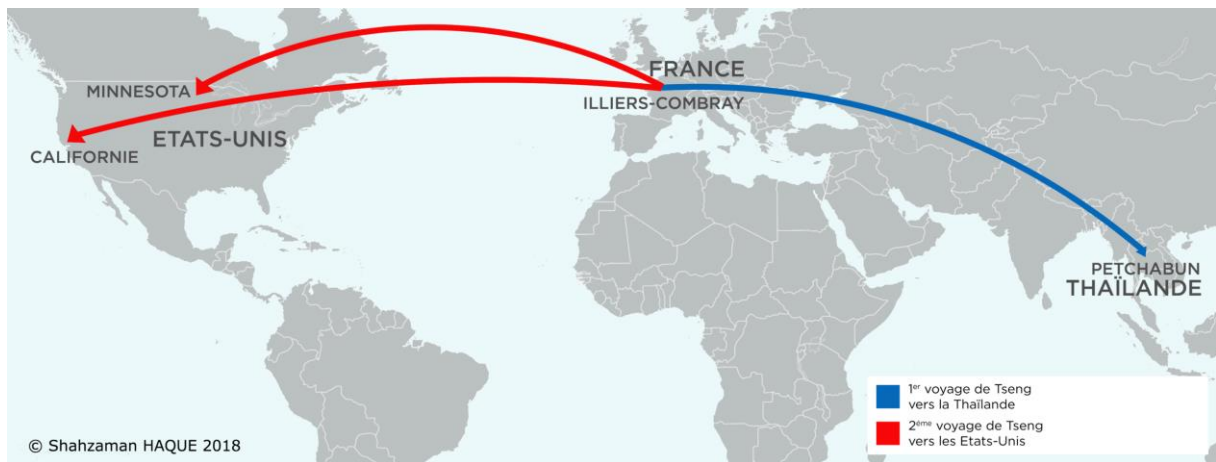 FRANCE
MINNESOTA
ILLIERS-COMBRAY
ETATS-UNIS
CALIFORNIE
PETCHABUN
THAÏLANDE
1er voyage de Tseng
vers la Thaïlande
2éme voyage de Tseng
vers les Etats-Unis
© Shahzaman HAQUE 2018